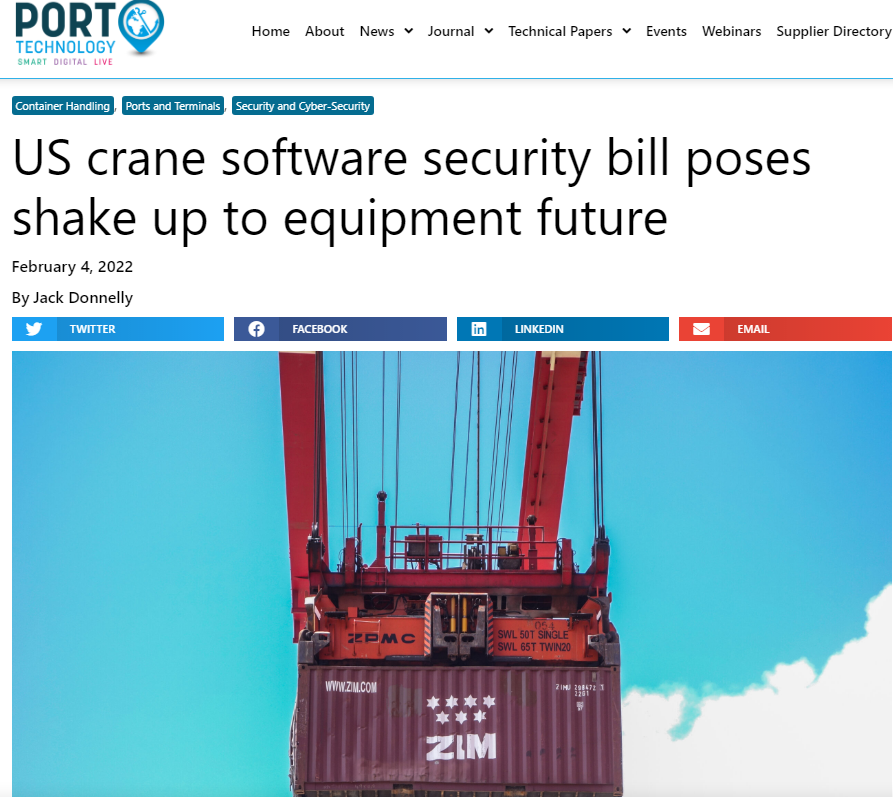 PORT
TECHNOLOGY
SMART DIGITAL LIVE
Home About News Journal Technical Papers Events Webinars Supplier Directory
Container Handling, Ports and Terminals, Security and Cyber-Security
US crane software security bill poses
shake up to equipment future
February 4, 2022
By Jack Donnelly
TWITTER FACEBOOK LINKEDIN EMAIL
054
ZPMC SWL 50T SINGLE
SWL 65T TWIN20
WWW.ZIM.COM
22G1
ZIM